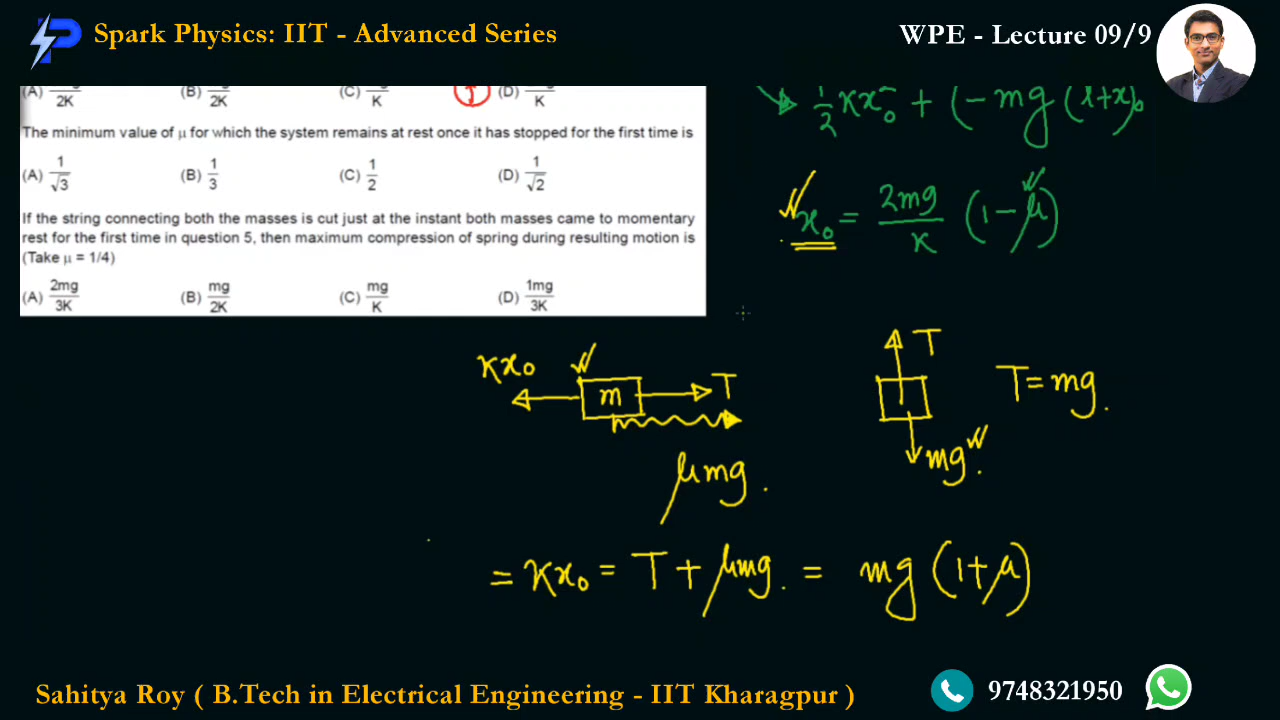 Spark Physics: IIT - Advanced Series
WPE - Lecture 09/9
(A) 2K (B) 2K (C) K (D) K
The minimum value of μ for which the system remains at rest once it has stopped for the first time is
(A) 1/√3 (B) 1/3 (C) 1/2 (D) 1/√2
If the string connecting both the masses is cut just at the instant both masses came to momentary
rest for the first time in question 5, then maximum compression of spring during resulting motion is
(Take μ = 1/4)
(A) 2mg/3K (B) mg/2K (C) mg/K (D) 1mg/3K
1/2 Kx₀ + (-mg(l+x)₀
x₀ = 2mg/K (1-μ)
Kx₀ m T
μmg.
T
mg.
T=mg.
= Kx₀ = T + μmg. = mg(1+μ)
Sahitya Roy ( B.Tech in Electrical Engineering - IIT Kharagpur )
9748321950